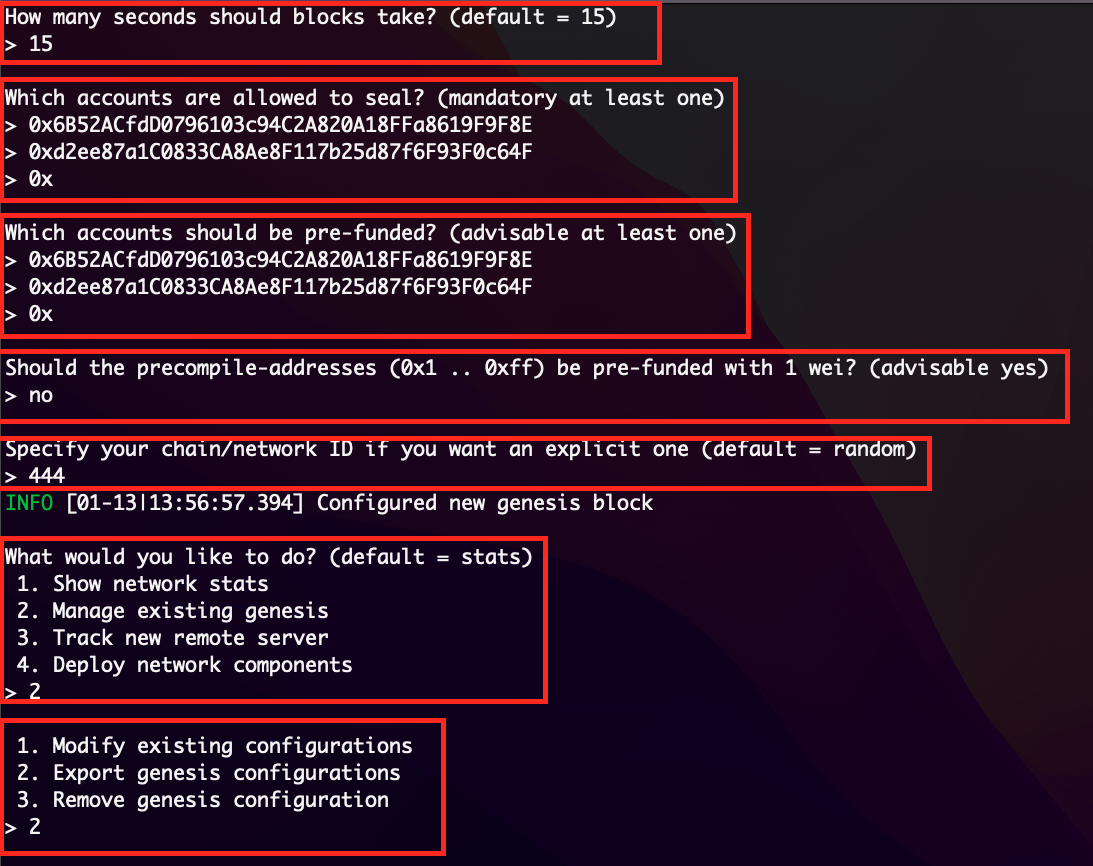 How many seconds should blocks take? (default = 15)
> 15
Which accounts are allowed to seal? (mandatory at least one)
> 0x6B52ACfdD0796103c94C2A820A18FFa8619F9F8E
> 0xd2ee87a1C0833CA8Ae8F117b25d87f6F93F0c64F
> 0x
Which accounts should be pre-funded? (advisable at least one)
> 0x6B52ACfdD0796103c94C2A820A18FFa8619F9F8E
> 0xd2ee87a1C0833CA8Ae8F117b25d87f6F93F0c64F
> 0x
Should the precompile-addresses (0x1 .. 0xff) be pre-funded with 1 wei? (advisable yes)
> no
Specify your chain/network ID if you want an explicit one (default = random)
> 444
INFO [01-13|13:56:57.394] Configured new genesis block
What would you like to do? (default = stats)
1. Show network stats
2. Manage existing genesis
3. Track new remote server
4. Deploy network components
> 2
1. Modify existing configurations
2. Export genesis configurations
3. Remove genesis configuration
> 2